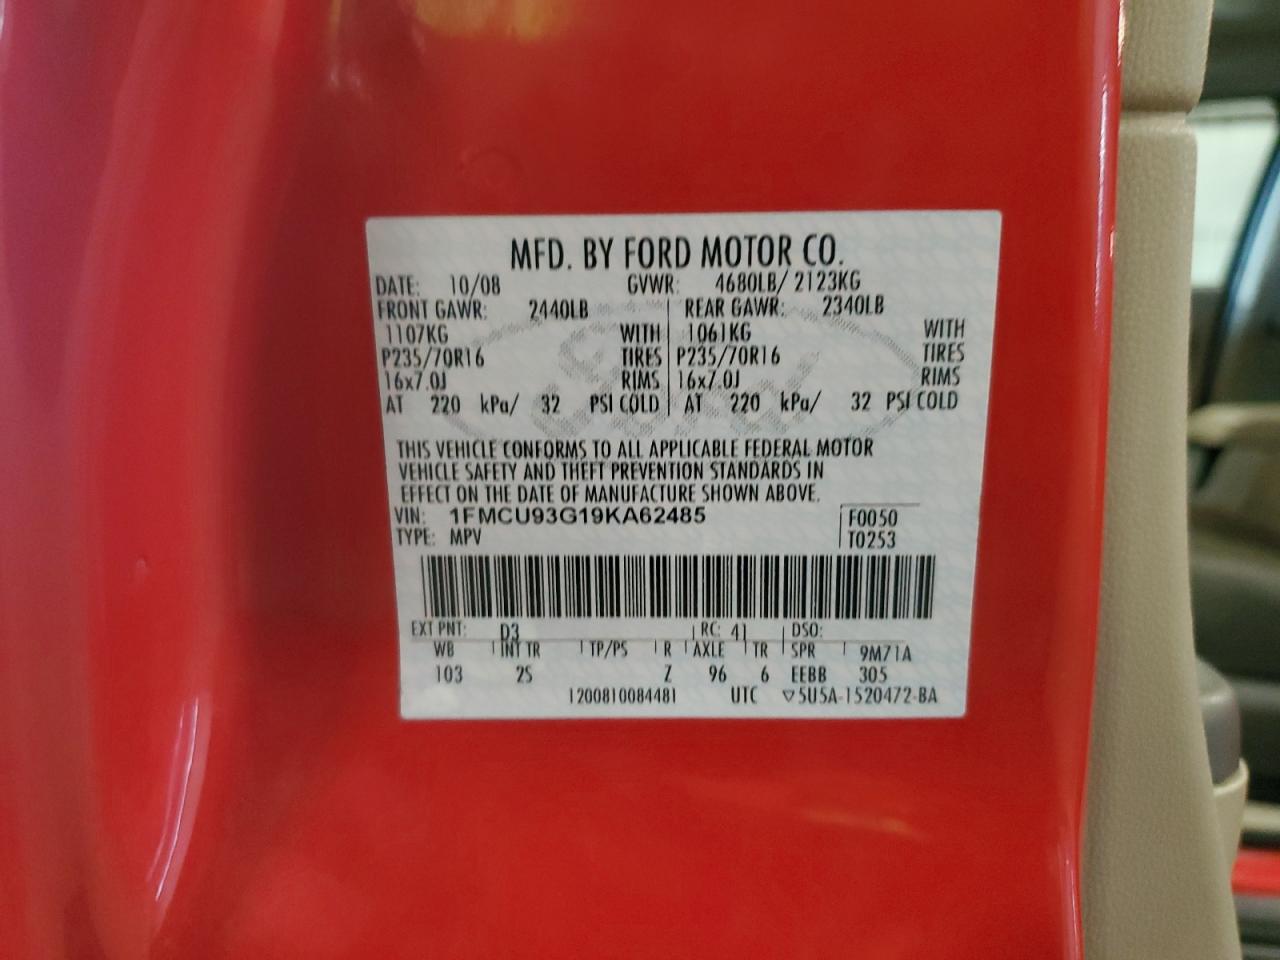 MFD. BY FORD MOTOR CO.
DATE: 10/08 GVWR: 4680LB/ 2123KG
FRONT GAWR: 2440LB REAR GAWR: 2340LB
1107KG WITH 1061KG WITH
P235/70R16 TIRES P235/70R16 TIRES
16x7.0J RIMS 16x7.0J RIMS
AT 220 kPa/ 32 PSI COLD AT 220 kPa/ 32 PSI COLD
THIS VEHICLE CONFORMS TO ALL APPLICABLE FEDERAL MOTOR
VEHICLE SAFETY AND THEFT PREVENTION STANDARDS IN
EFFECT ON THE DATE OF MANUFACTURE SHOWN ABOVE.
VIN: 1FMCU93G19KA62485 F0050
TYPE: MPV T0253
EXT PNT: D3 RC: 41 DSO:
WB INT TR TP/PS R AXLE TR SPR 9M71A
103 2S Z 96 6 EEBB 305
1200810084481 UTC ▽5U5A-1520472-BA